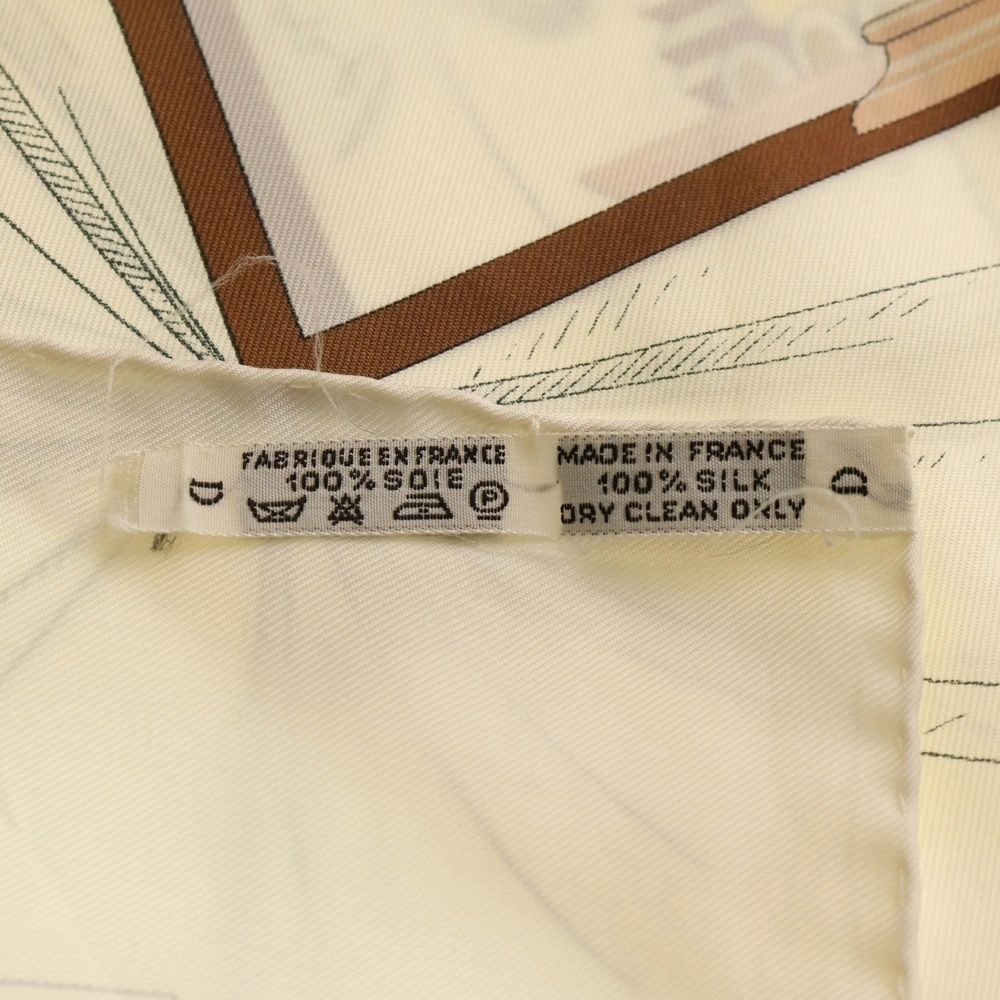 D
FABRIQUE EN FRANCE
100% SOIE
P
MADE IN FRANCE
100% SILK
DRY CLEAN ONLY
D